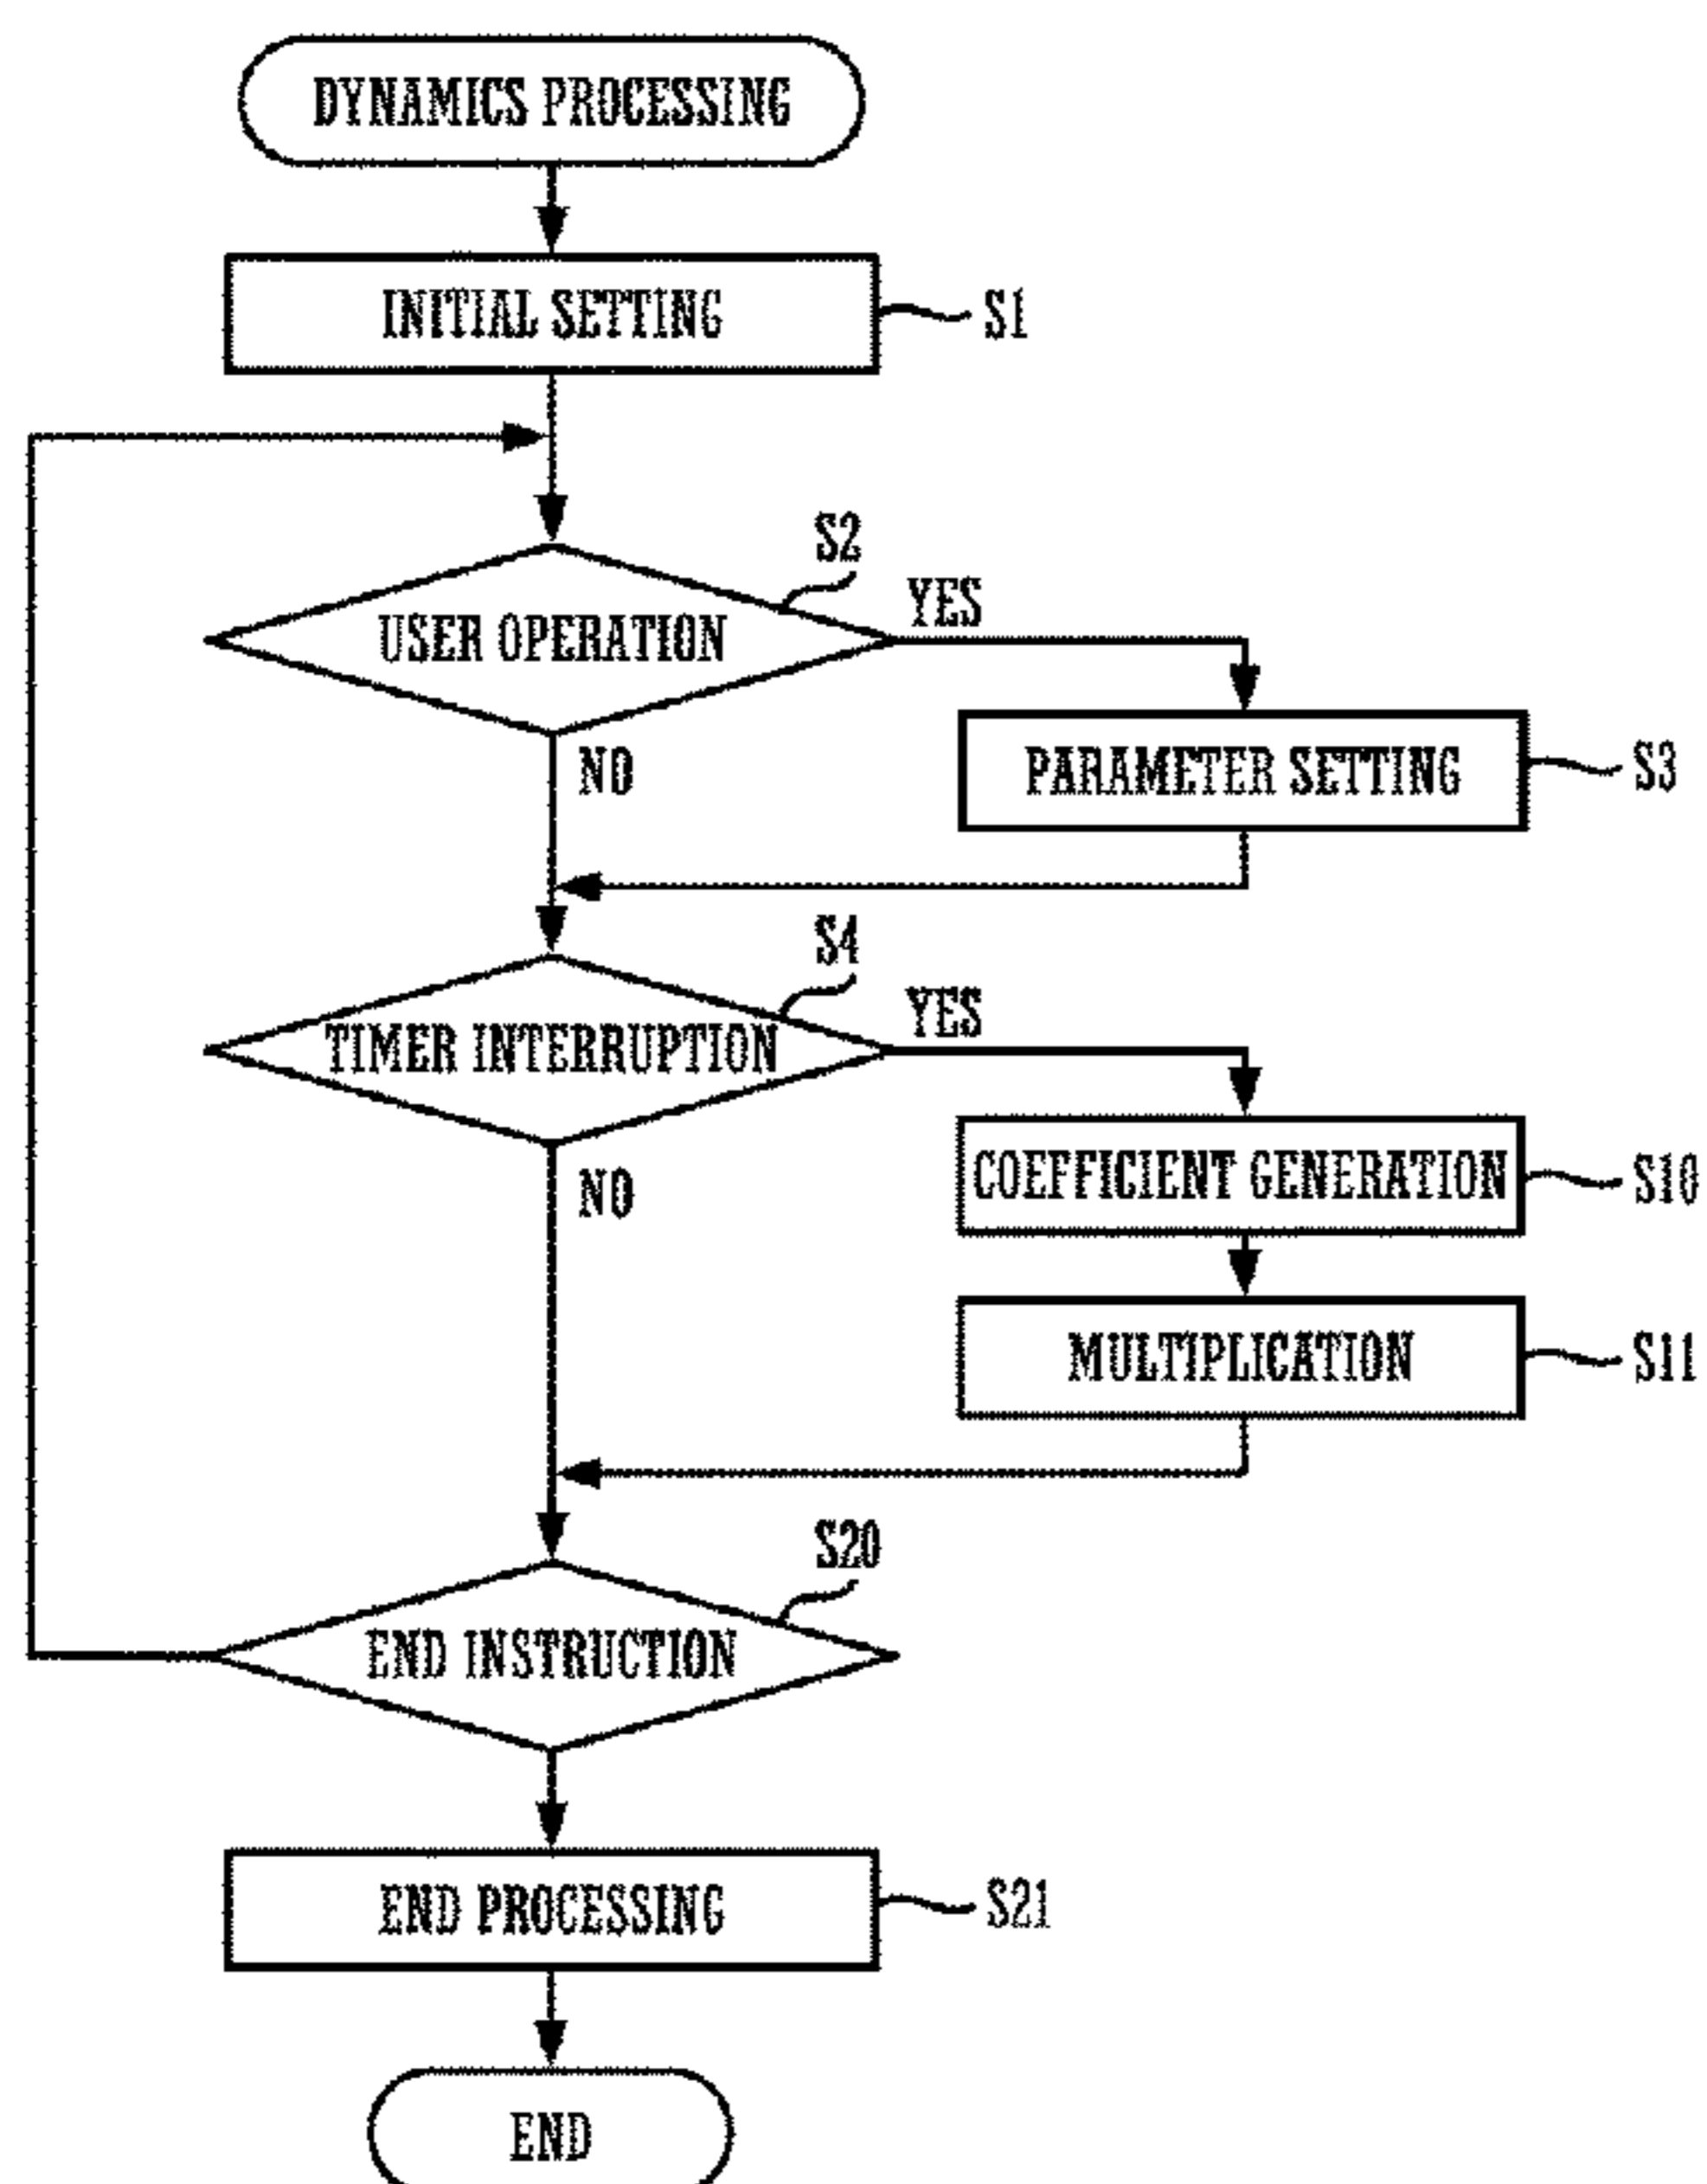 DYNAMICS PROCESSING
INITIAL SETTING
S1
S2
USER OPERATION
YES
NO
PARAMETER SETTING
S3
S4
TIMER INTERRUPTION
YES
NO
COEFFICIENT GENERATION
S10
MULTIPLICATION
S11
S20
END INSTRUCTION
END PROCESSING
S21
END